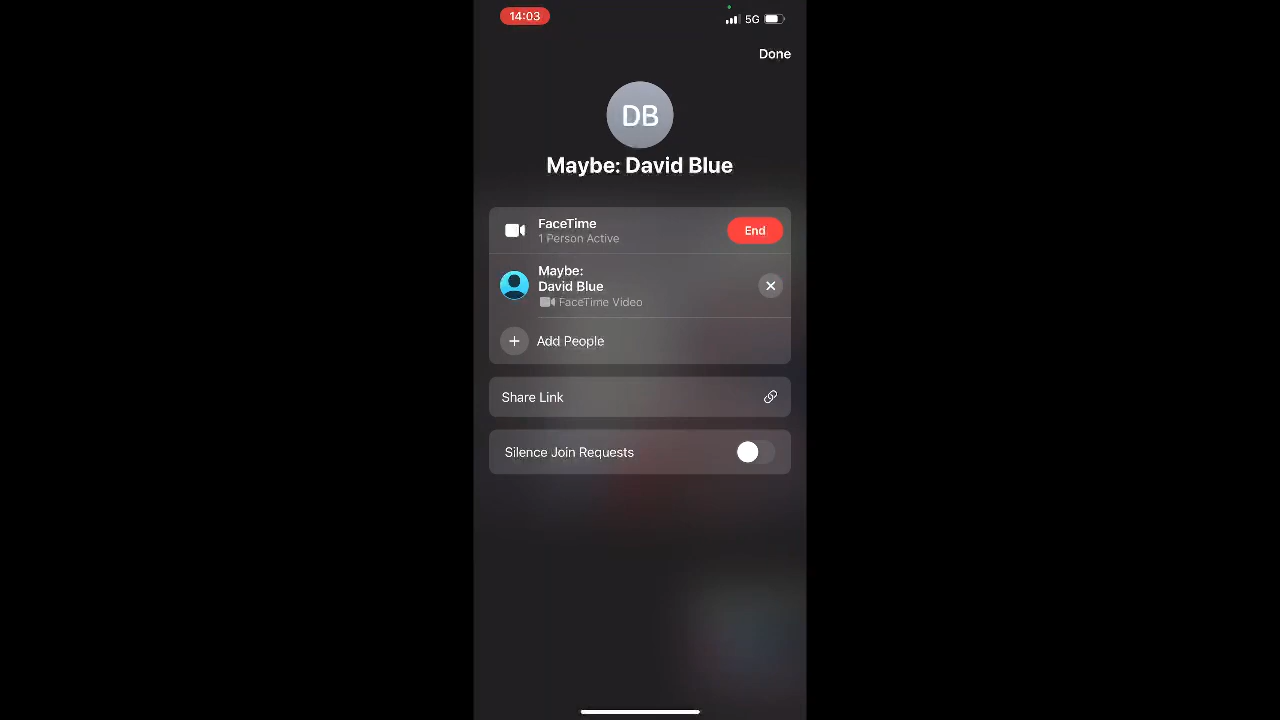 14:03
5G
Done
DB
Maybe: David Blue
FaceTime
1 Person Active
End
Maybe:
David Blue
FaceTime Video
Add People
Share Link
Silence Join Requests